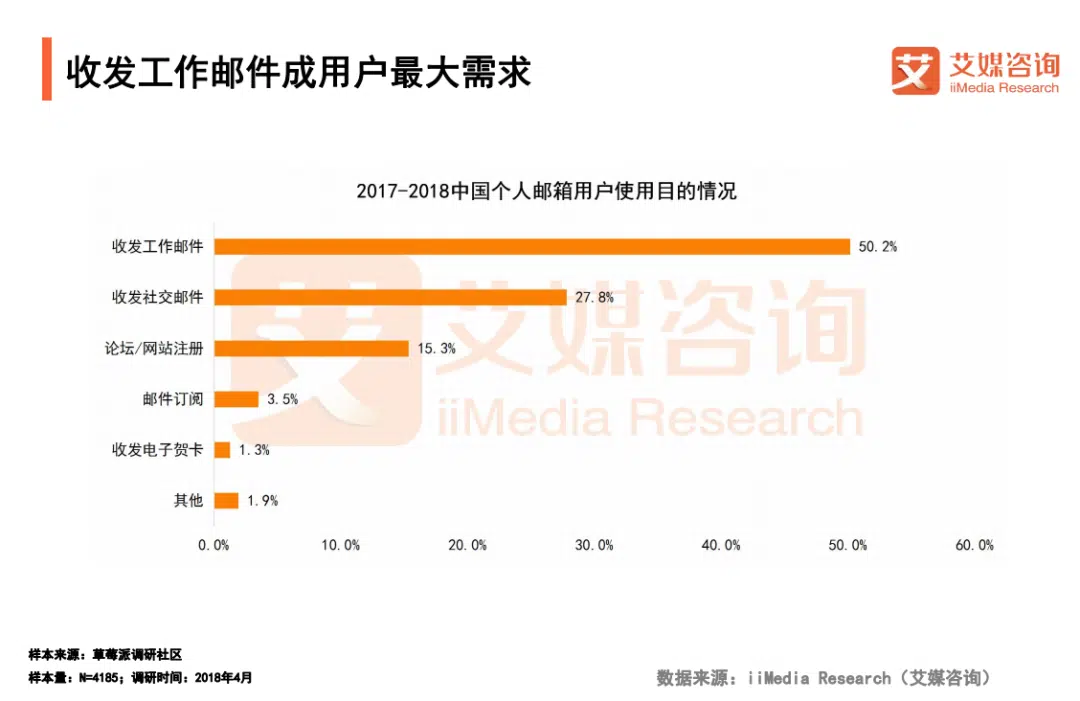 收发工作邮件成用户最大需求
艾媒咨询
iiMedia Research
2017-2018中国个人邮箱用户使用目的情况
收发工作邮件 50.2%
收发社交邮件 27.8%
论坛/网站注册 15.3%
邮件订阅 3.5%
收发电子贺卡 1.3%
其他 1.9%
0.0% 10.0% 20.0% 30.0% 40.0% 50.0% 60.0%
艾媒咨询
iiMedia Research
样本来源：草莓派调研社区
样本量：N=4185；调研时间：2018年4月
数据来源：iiMedia Research（艾媒咨询）